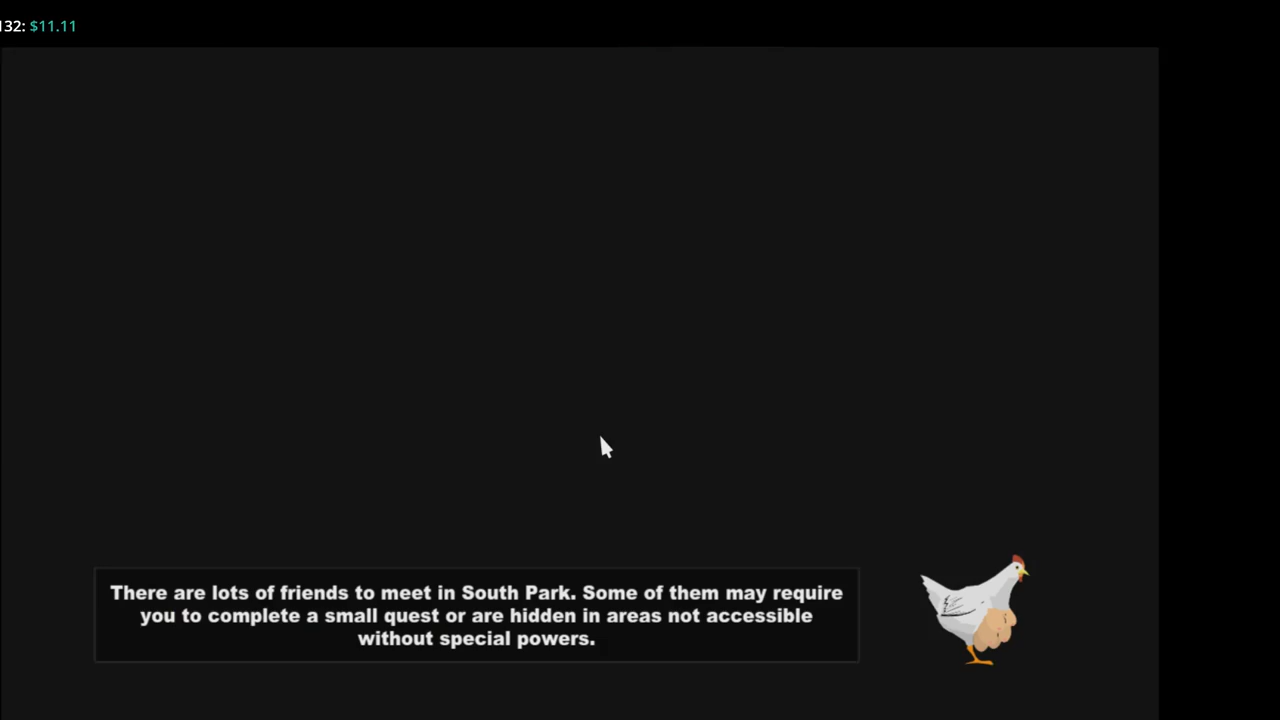 132: $11.11
There are lots of friends to meet in South Park. Some of them may require
you to complete a small quest or are hidden in areas not accessible
without special powers.